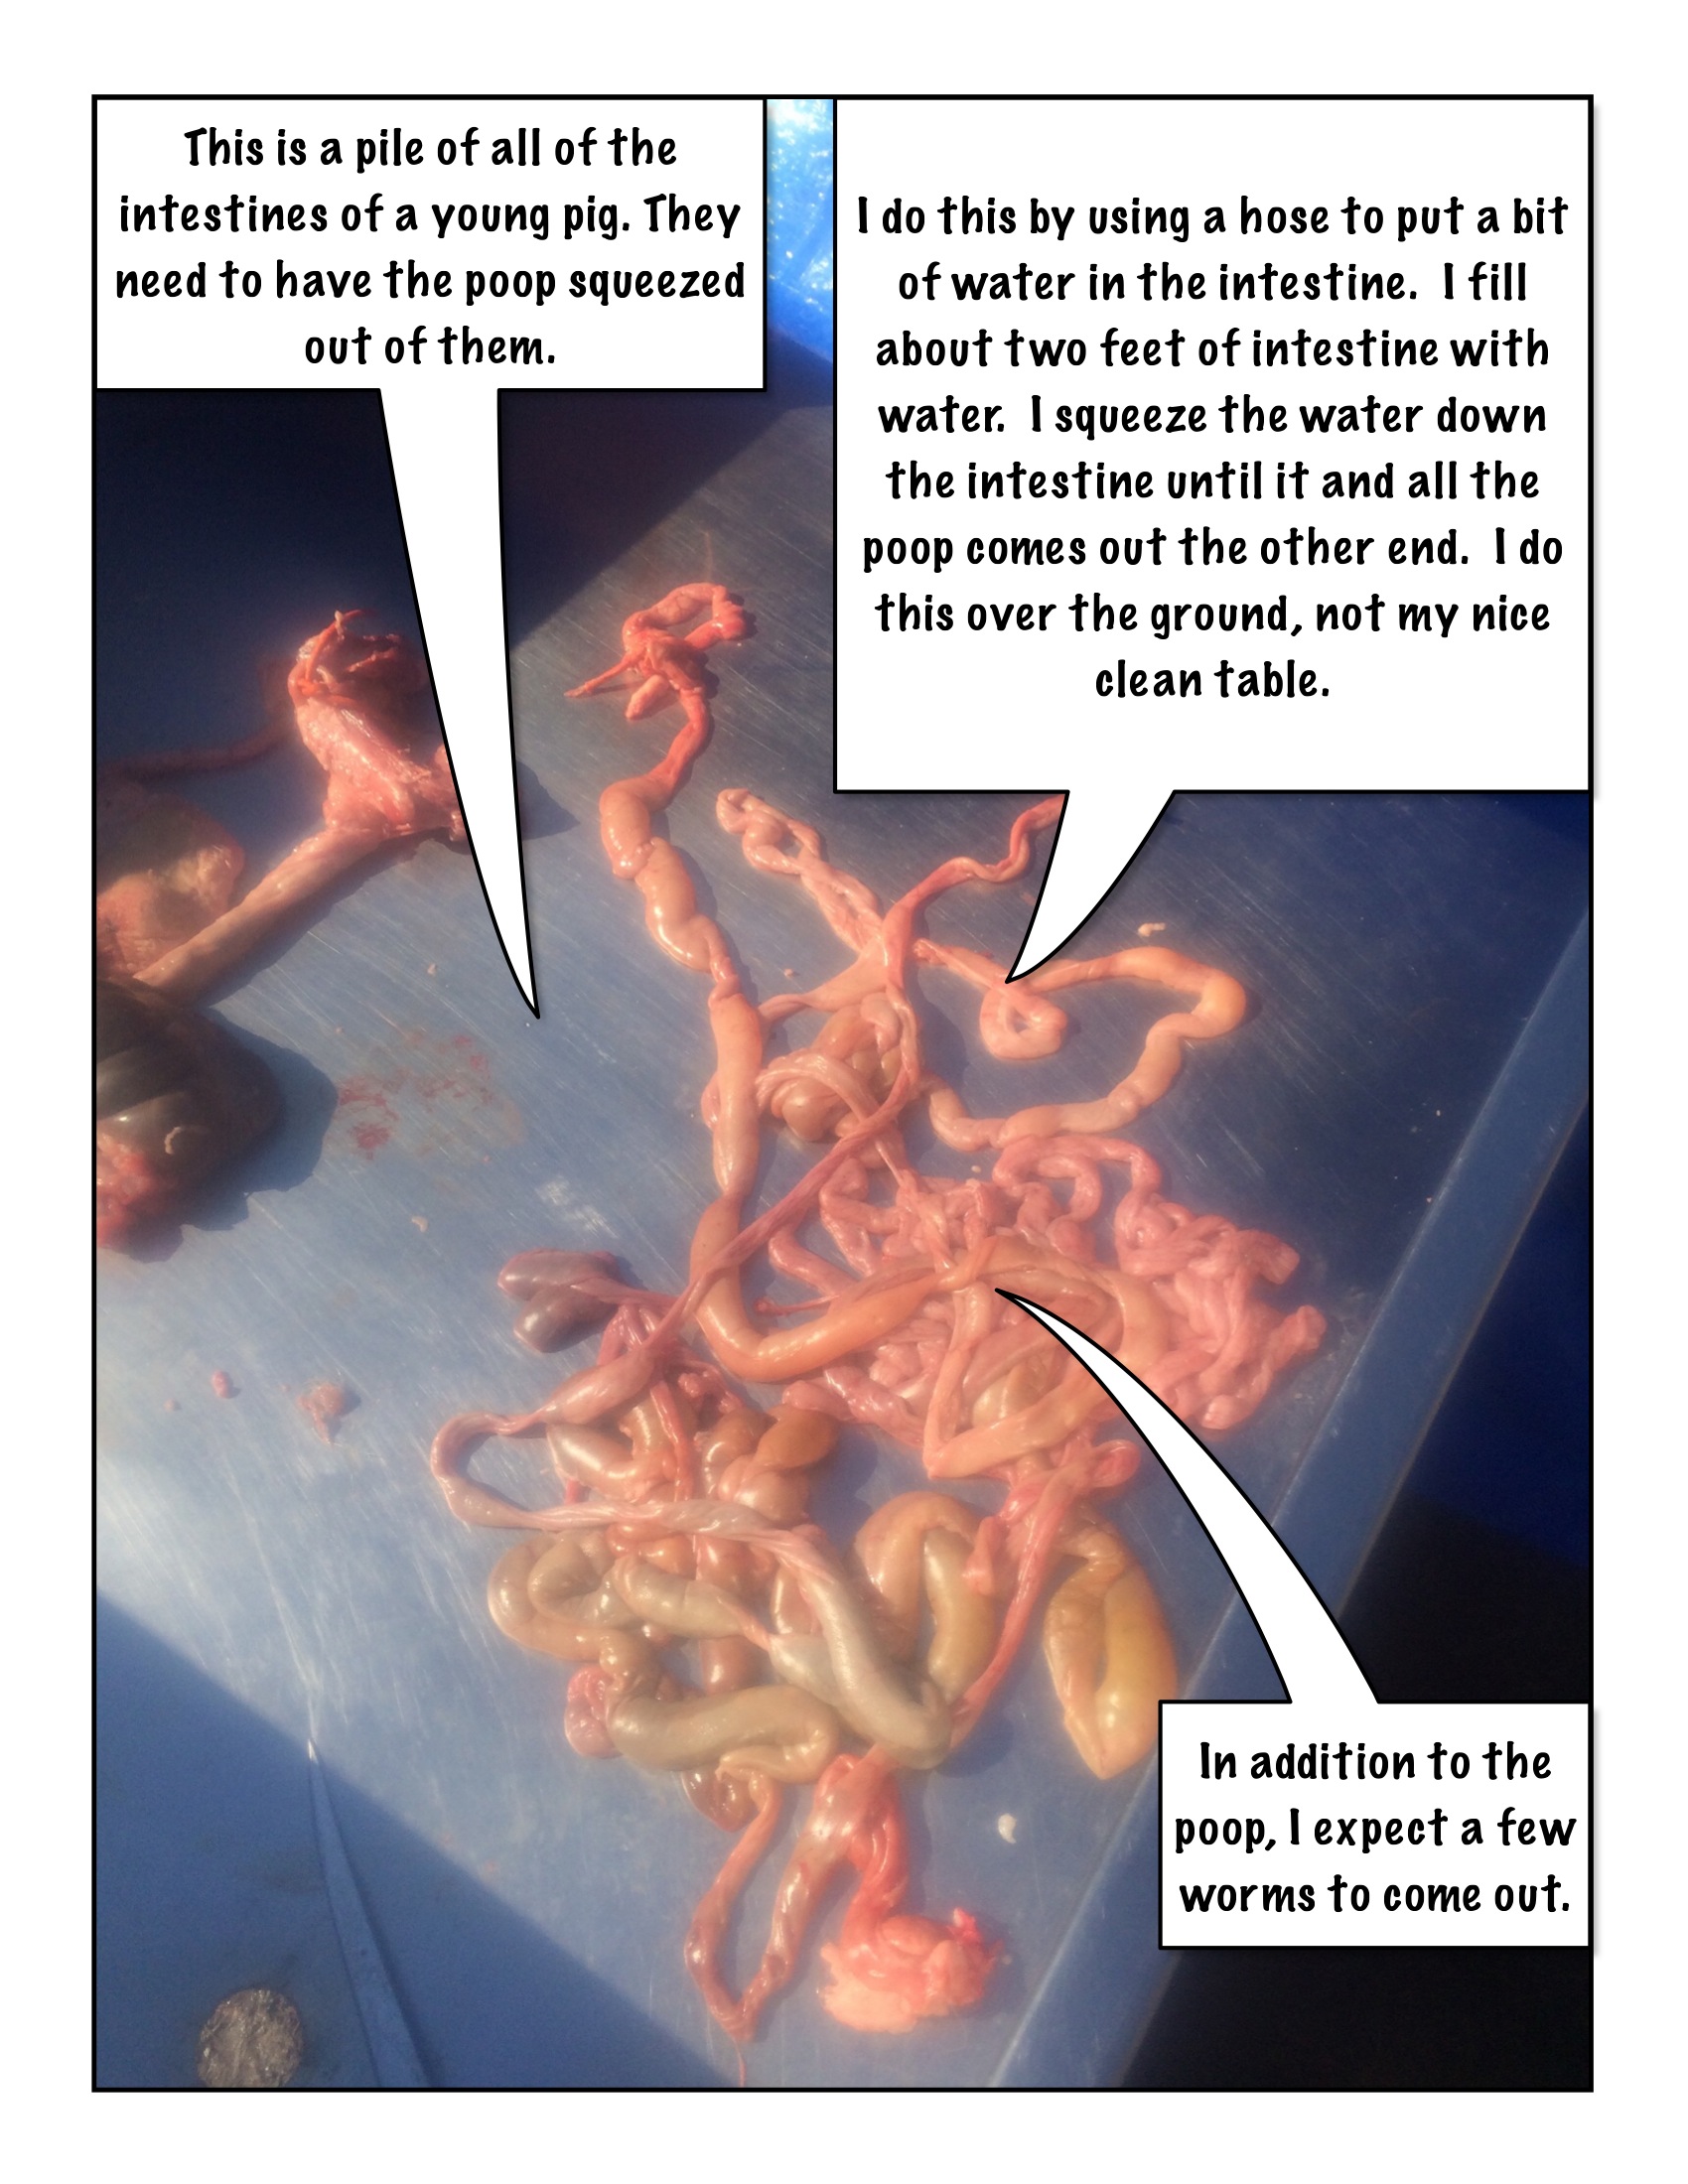 This is a pile of all of the
intestines of a young pig. They
need to have the poop squeezed
out of them.
I do this by using a hose to put a bit
of water in the intestine. I fill
about two feet of intestine with
water. I squeeze the water down
the intestine until it and all the
poop comes out the other end. I do
this over the ground, not my nice
clean table.
In addition to the
poop, I expect a few
worms to come out.